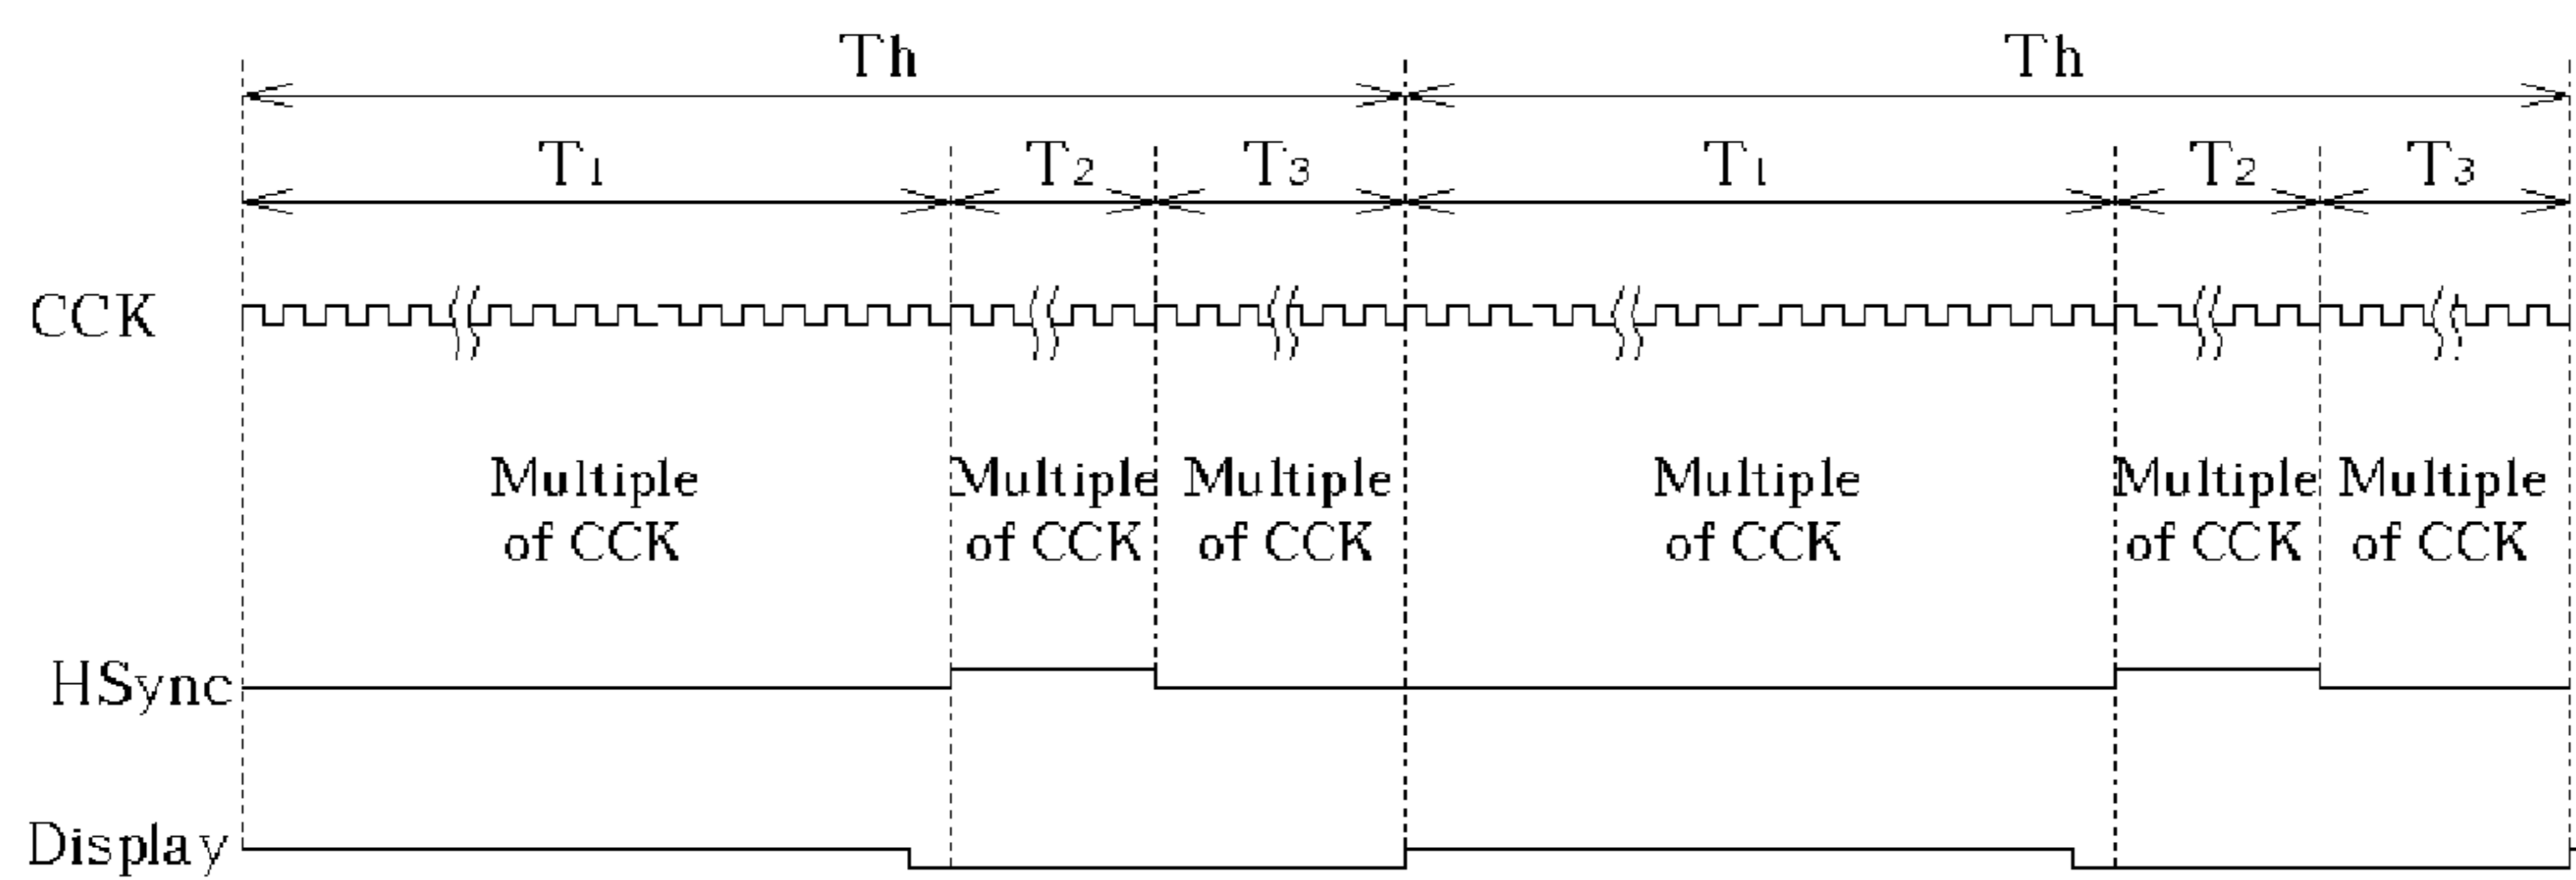 Th Th
T1 T2 T3 T1 T2 T3
CCK
Multiple Multiple Multiple Multiple Multiple Multiple
of CCK of CCK of CCK of CCK of CCK of CCK
HSync
Display